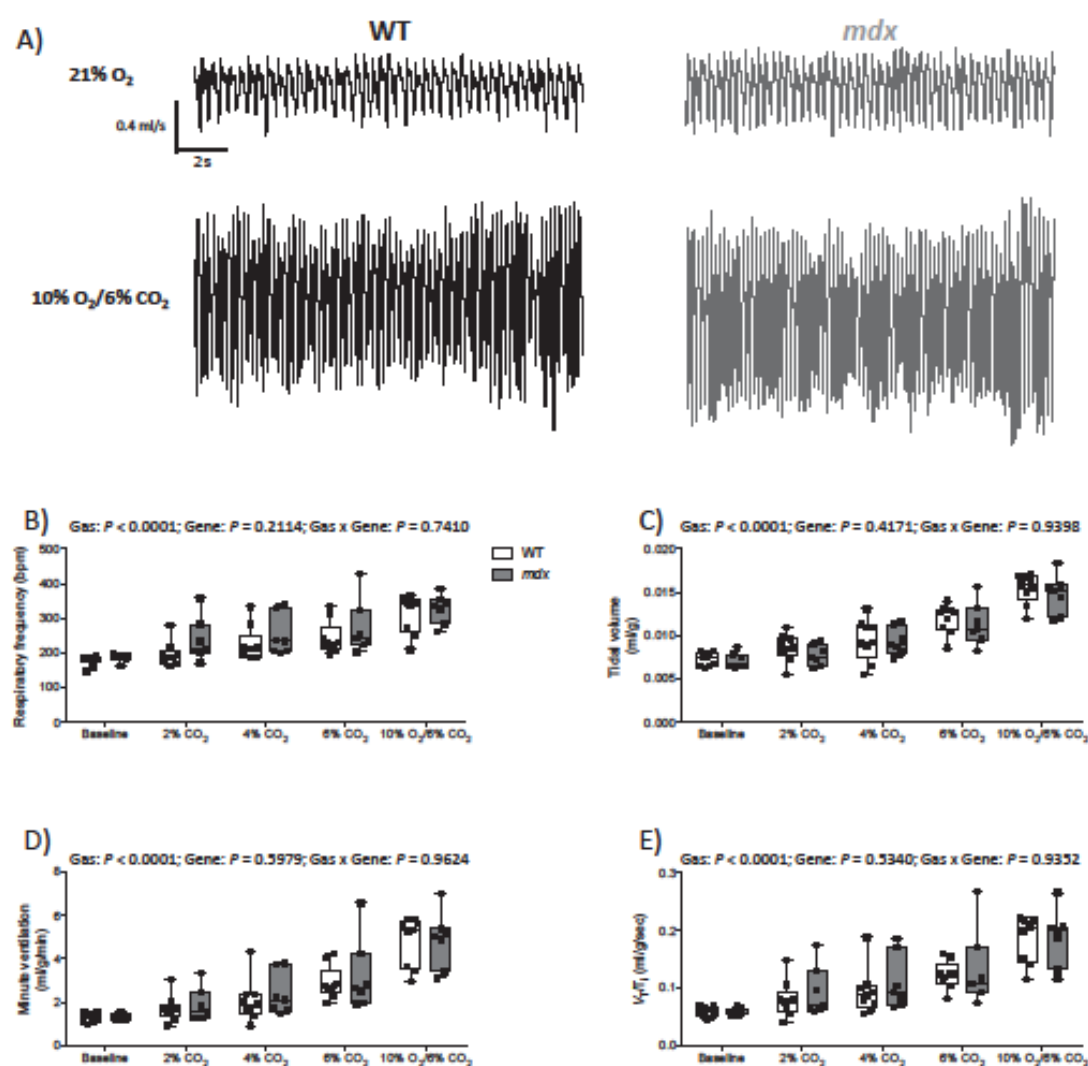 WT
mdx
A)
21% O₂
0.4 ml/s
2s
10% O₂/6% CO₂
B)
Gas: P < 0.0001; Gene: P = 0.2114; Gas x Gene: P = 0.7410
Respiratory frequency (bpm)
500
400
300
200
100
0
Baseline 2% CO₂ 4% CO₂ 6% CO₂ 10% O₂/6% CO₂
WT
mdx
C)
Gas: P < 0.0001; Gene: P = 0.4171; Gas x Gene: P = 0.9398
Tidal volume
(ml/g)
0.020
0.015
0.010
0.005
0.000
Baseline 2% CO₂ 4% CO₂ 6% CO₂ 10% O₂/6% CO₂
D)
Gas: P < 0.0001; Gene: P = 0.5979; Gas x Gene: P = 0.9624
Minute ventilation
(ml/g/min)
8
6
4
2
0
Baseline 2% CO₂ 4% CO₂ 6% CO₂ 10% O₂/6% CO₂
E)
Gas: P < 0.0001; Gene: P = 0.5340; Gas x Gene: P = 0.9352
V_T/T_i (ml/g/sec)
0.3
0.2
0.1
0.0
Baseline 2% CO₂ 4% CO₂ 6% CO₂ 10% O₂/6% CO₂